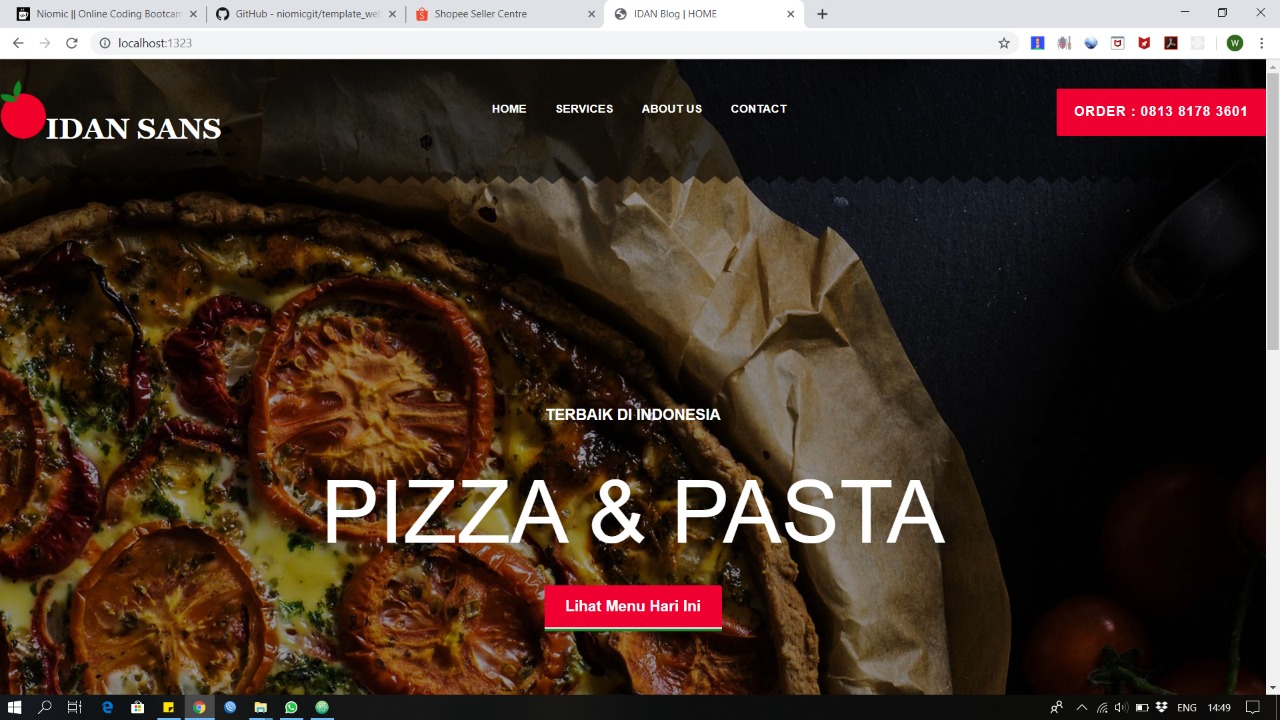 Niomic || Online Coding Bootcam
GitHub - niomicgit/template_web
Shopee Seller Centre
IDAN Blog | HOME
localhost:1323
W
IDAN SANS
HOME
SERVICES
ABOUT US
CONTACT
ORDER : 0813 8178 3601
TERBAIK DI INDONESIA
PIZZA & PASTA
Lihat Menu Hari Ini
ENG
14:49